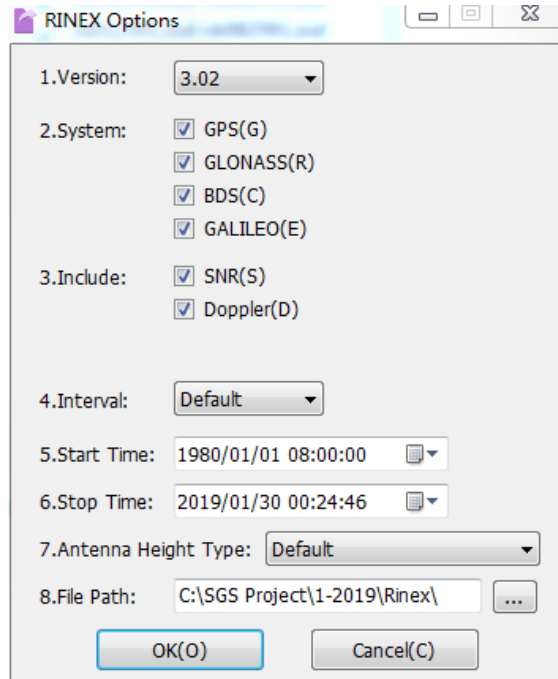 RINEX Options
1.Version: 3.02
2.System: GPS(G)
GLONASS(R)
BDS(C)
GALILEO(E)
3.Include: SNR(S)
Doppler(D)
4.Interval: Default
5.Start Time: 1980/01/01 08:00:00
6.Stop Time: 2019/01/30 00:24:46
7.Antenna Height Type: Default
8.File Path: C:\SGS Project\1-2019\Rinex\ ...
OK(O) Cancel(C)